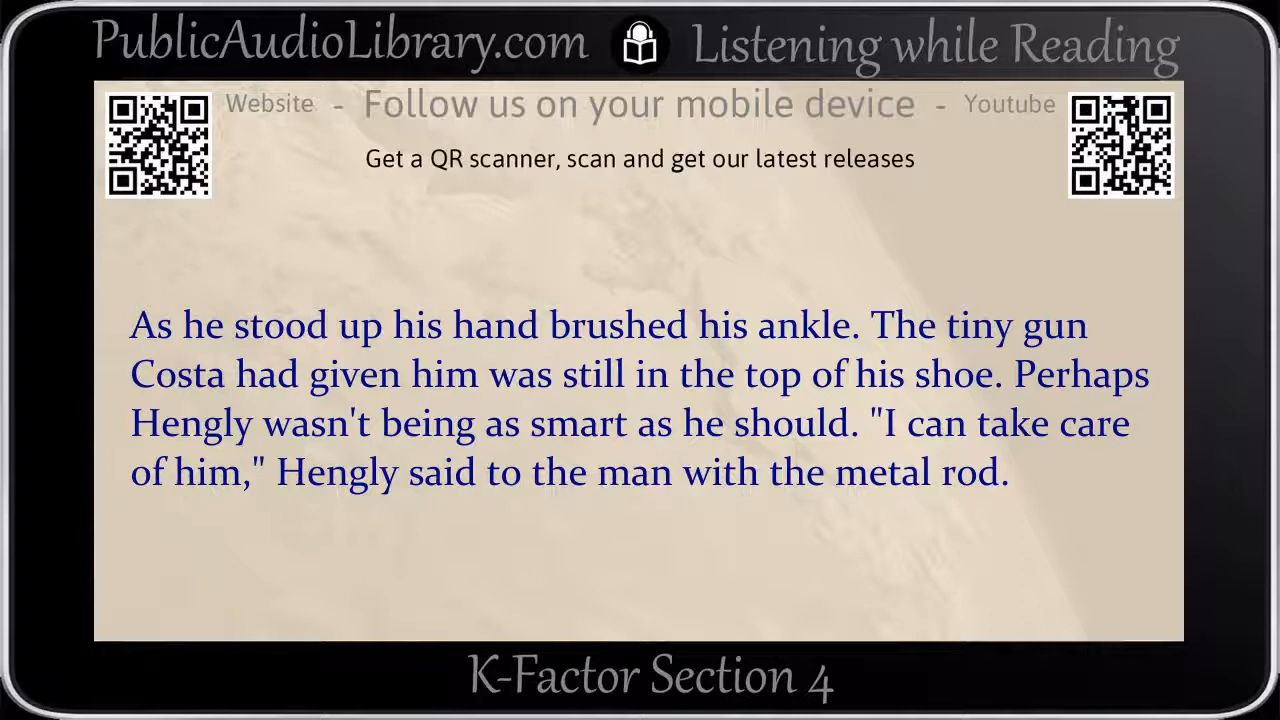 PublicAudioLibrary.com Listening while Reading
Website - Follow us on your mobile device - Youtube
Get a QR scanner, scan and get our latest releases
As he stood up his hand brushed his ankle. The tiny gun
Costa had given him was still in the top of his shoe. Perhaps
Hengly wasn't being as smart as he should. "I can take care
of him," Hengly said to the man with the metal rod.
K-Factor Section 4